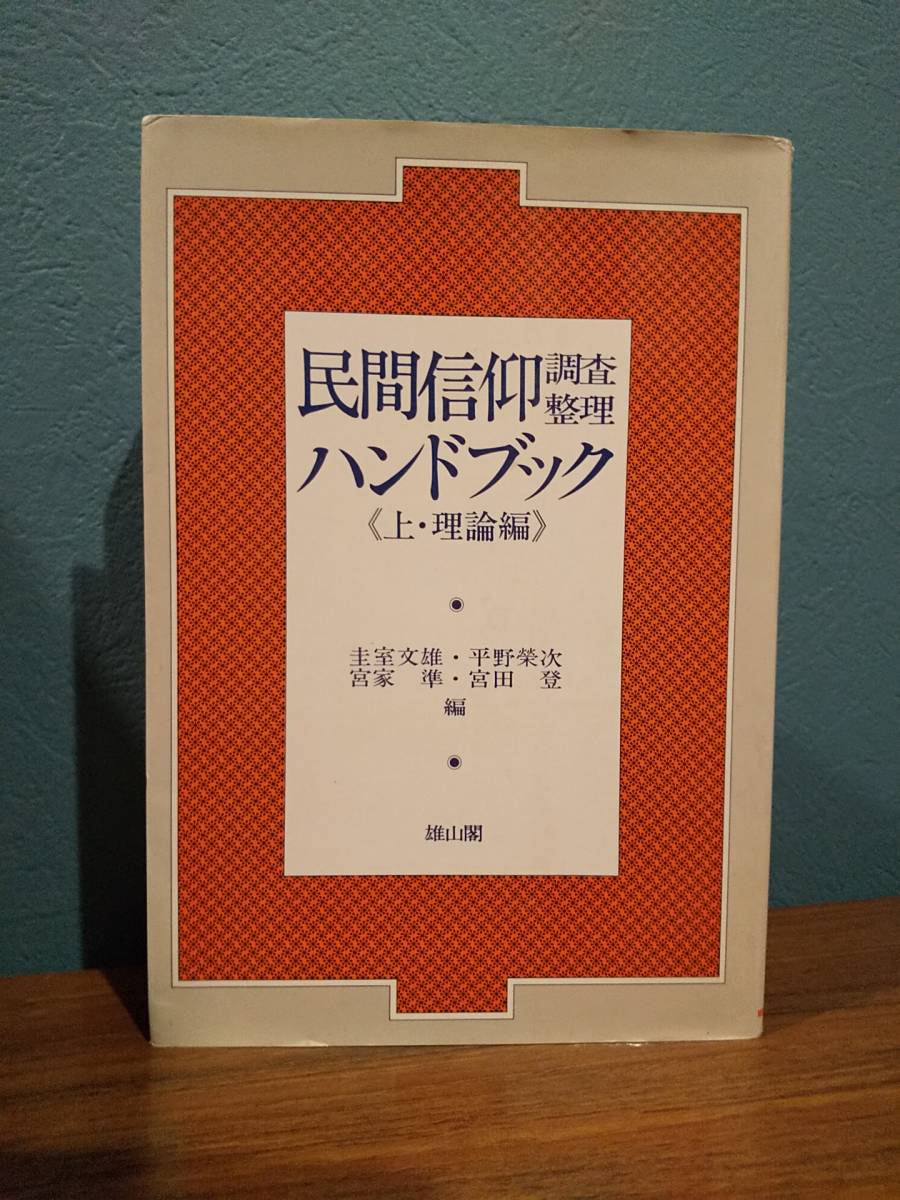 民間信仰調査
整理
ハンドブック
《上・理論編》
圭室文雄・平野榮次
宮家 準・宮田 登
編
雄山閣